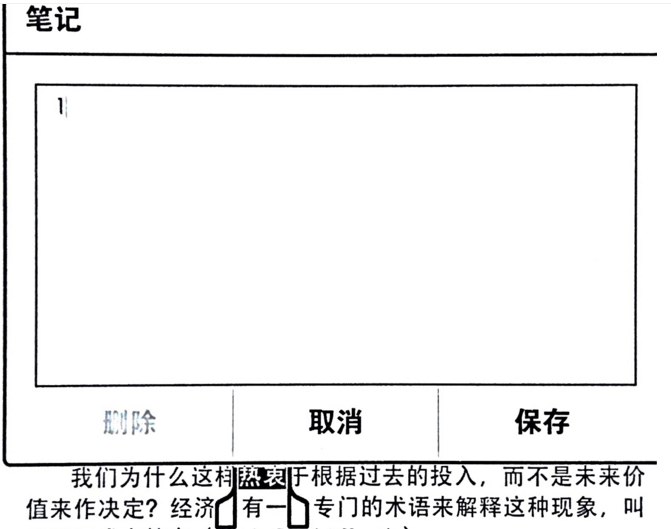 笔记
1
删除 取消 保存
我们为什么这样热衷于根据过去的投入，而不是未来价
值来作决定？经济 有一 专门的术语来解释这种现象，叫